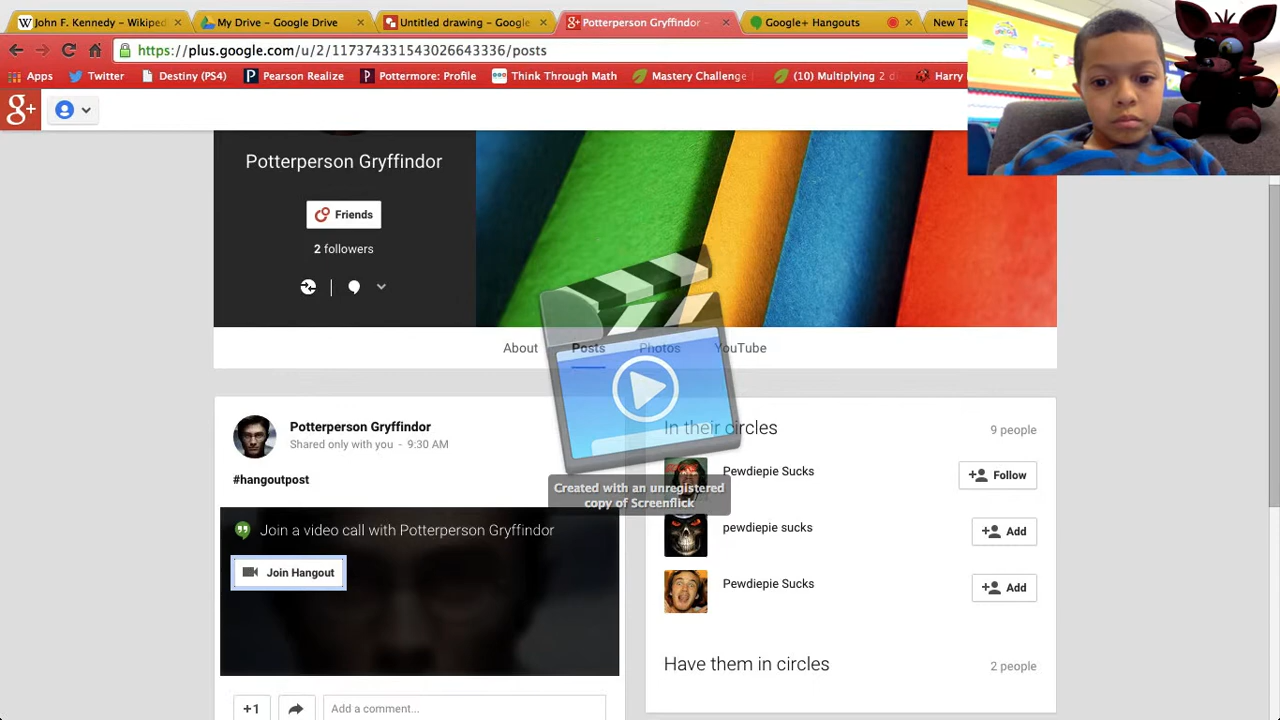 John F. Kennedy – Wikiped
My Drive – Google Drive
Untitled drawing – Google
Potterperson Gryffindor –
Google+ Hangouts
New Ta
https://plus.google.com/u/2/117374331543026643336/posts
Apps
Twitter
Destiny (PS4)
Pearson Realize
Pottermore: Profile
Think Through Math
Mastery Challenge
(10) Multiplying 2 d
Harry
g+
Potterperson Gryffindor
Friends
2 followers
About
Posts
Photos
YouTube
Potterperson Gryffindor
Shared only with you - 9:30 AM
#hangoutpost
Join a video call with Potterperson Gryffindor
Join Hangout
+1
Add a comment...
In their circles
9 people
Pewdiepie Sucks
Follow
pewdiepie sucks
Add
Pewdiepie Sucks
Add
Have them in circles
2 people
Created with an unregistered
copy of Screenflick